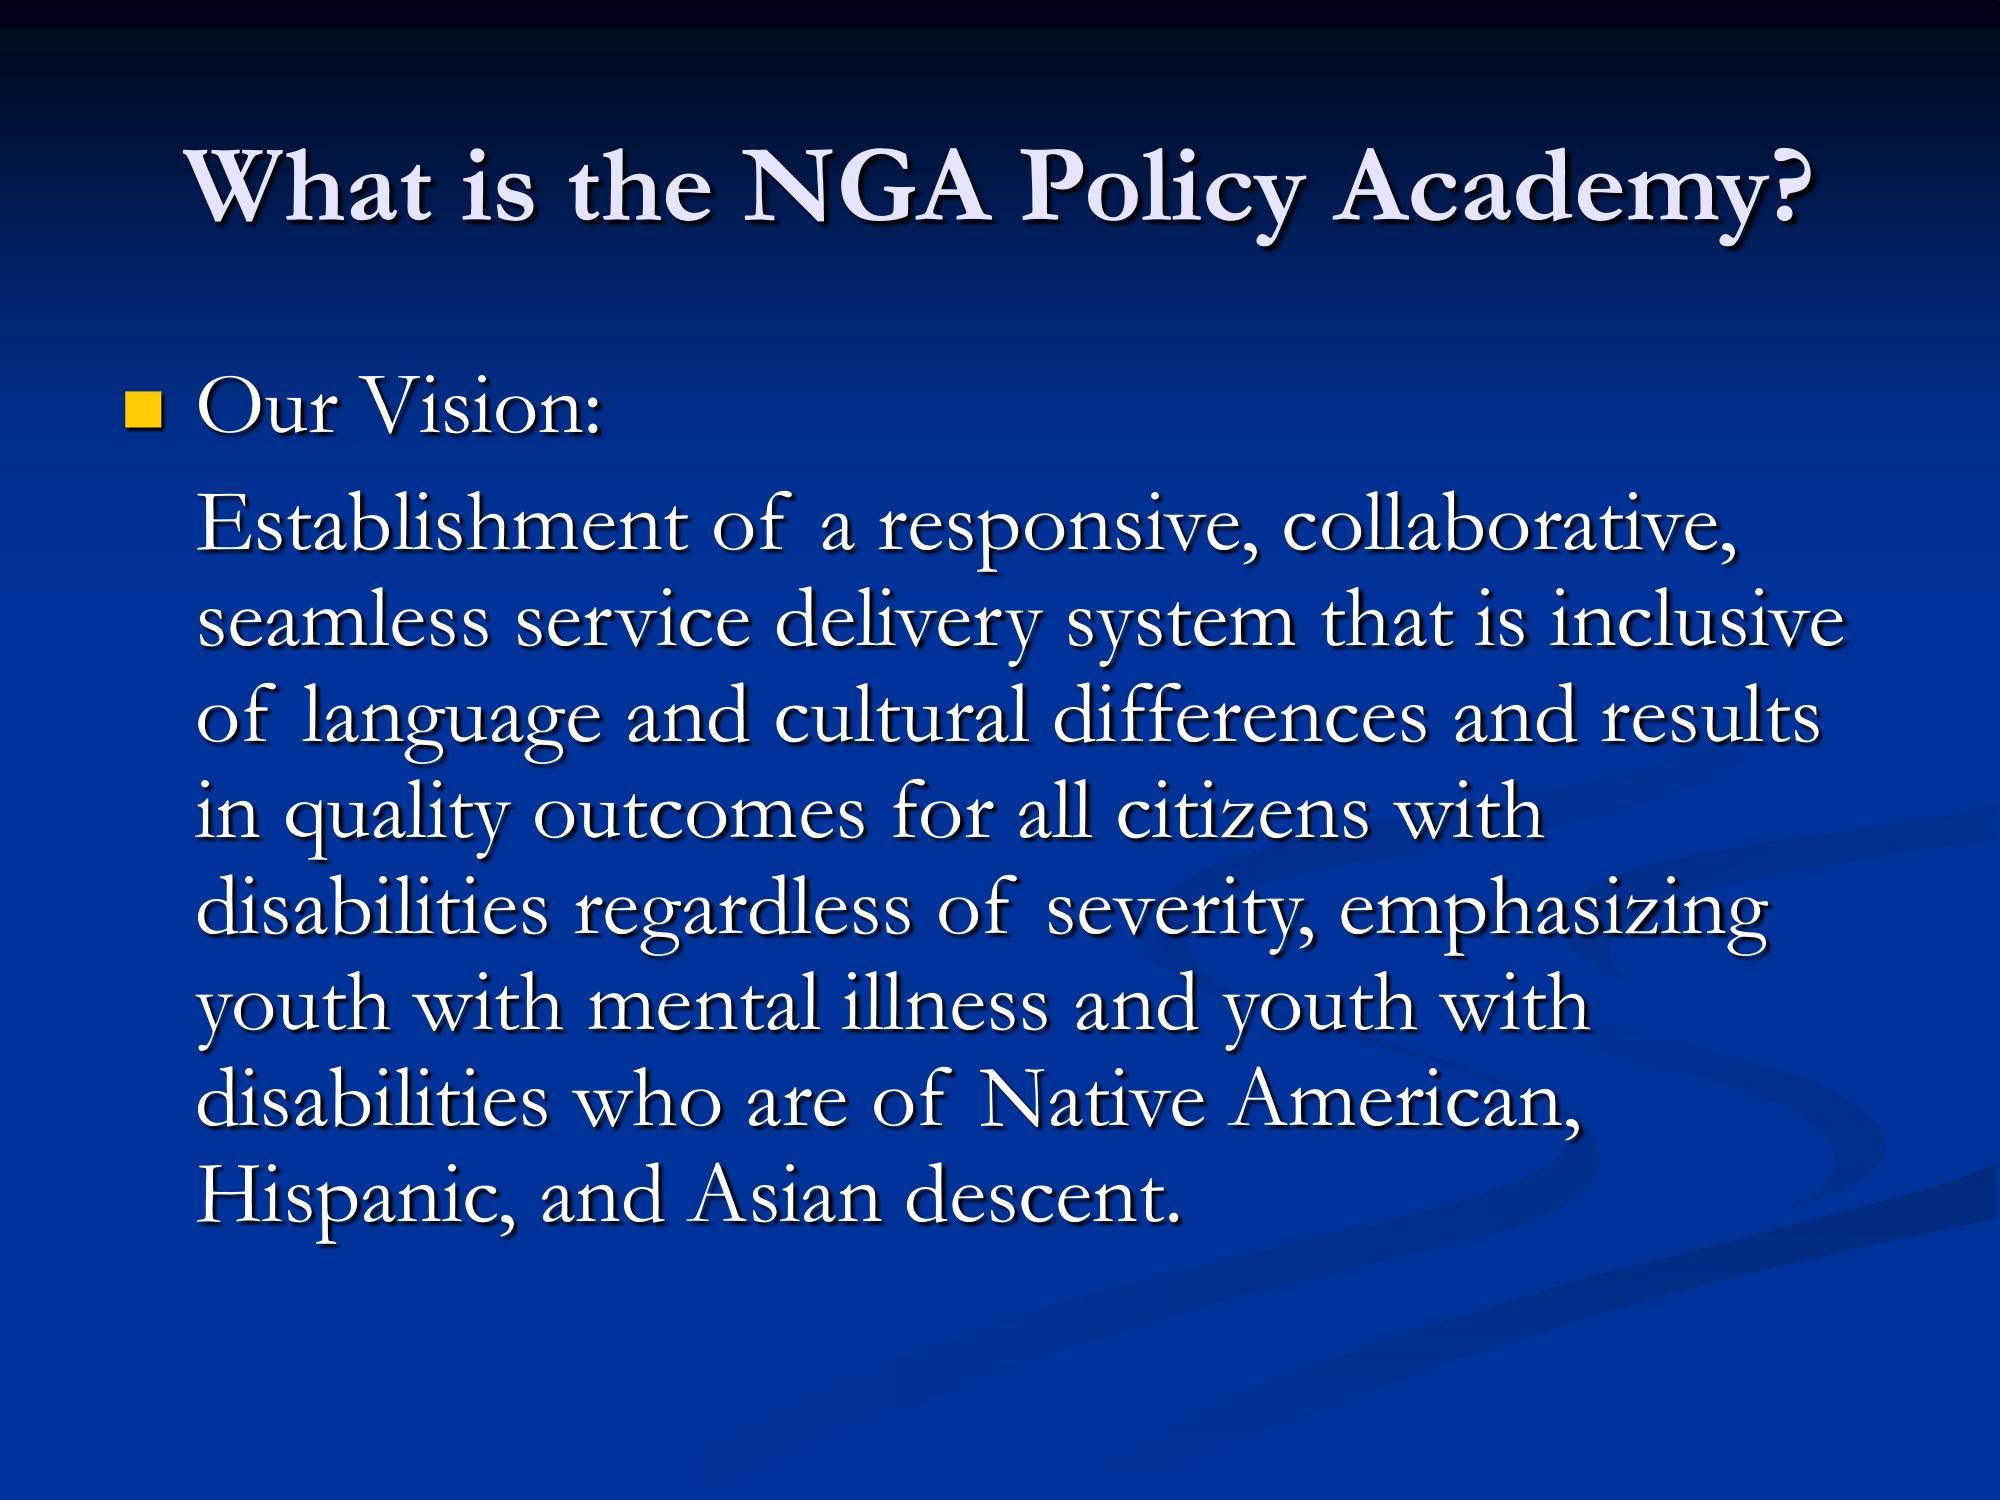 What is the NGA Policy Academy?
Our Vision:
Establishment of a responsive, collaborative,
seamless service delivery system that is inclusive
of language and cultural differences and results
in quality outcomes for all citizens with
disabilities regardless of severity, emphasizing
youth with mental illness and youth with
disabilities who are of Native American,
Hispanic, and Asian descent.